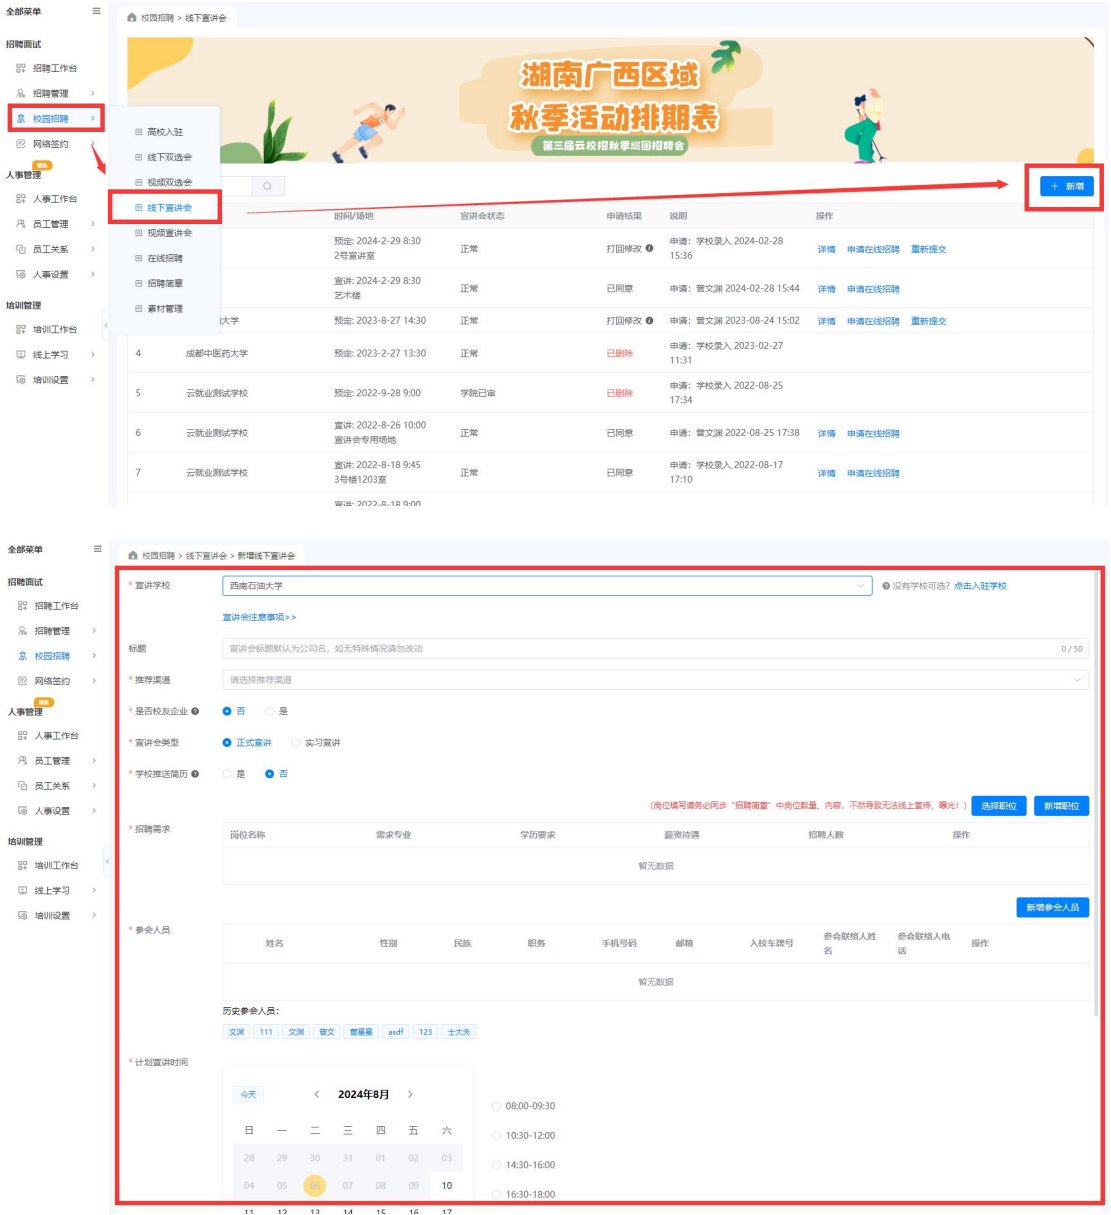 全部菜单
校园招聘 > 线下宣讲会
招聘面试
招聘工作台
招聘管理
校园招聘
网络签约
人事管理
人事工作台
员工管理
员工关系
人事设置
培训管理
培训工作台
线上学习
培训设置
高校入驻
线下双选会
视频双选会
线下宣讲会
视频宣讲会
在线招聘
招聘简章
素材管理
湖南广西区域
秋季活动排期表
第三届云校招秋季巡回招聘会
+ 新增
时间/场地 宣讲会状态 申请结果 说明 操作
预定: 2024-2-29 8:30
2号宣讲室
正常 打回修改 申请：学校录入 2024-02-28
15:36
详情 申请在线招聘 重新提交
宣讲: 2024-2-29 8:30
艺术楼
正常 已同意 申请：曾文渊 2024-02-28 15:44 详情 申请在线招聘
大学 预定: 2023-8-27 14:30 正常 打回修改 申请：曾文渊 2023-08-24 15:02 详情 申请在线招聘 重新提交
4 成都中医药大学 预定: 2023-2-27 13:30 正常 已删除 申请：学校录入 2023-02-27
11:31
5 云就业测试学校 预定: 2022-9-28 9:00 学院已审 已删除 申请：学校录入 2022-08-25
17:34
6 云就业测试学校 宣讲: 2022-8-26 10:00
宣讲会专用场地
正常 已同意 申请：曾文渊 2022-08-25 17:38 详情 申请在线招聘
7 云就业测试学校 宣讲: 2022-8-18 9:45
3号楼1203室
正常 已同意 申请：学校录入 2022-08-17
17:10
详情 申请在线招聘
宣讲: 2022-8-18 9:00
全部菜单
校园招聘 > 线下宣讲会 > 新增线下宣讲会
招聘面试
招聘工作台
招聘管理
校园招聘
网络签约
人事管理
人事工作台
员工管理
员工关系
人事设置
培训管理
培训工作台
线上学习
培训设置
* 宣讲学校 西南石油大学 没有学校可选？点击入驻学校
宣讲会注意事项>>
标题 宣讲会标题默认为公司名，如无特殊情况请勿改动 0 / 50
* 推荐渠道 请选择推荐渠道
* 是否校友企业 否 是
* 宣讲会类型 正式宣讲 实习宣讲
* 学校推送简历 是 否
（岗位填写请务必同步“招聘简章”中岗位数量、内容、不然导致无法线上宣传、曝光！） 选择职位 新增职位
* 招聘需求
岗位名称 需求专业 学历要求 薪资待遇 招聘人数 操作
暂无数据
新增参会人员
* 参会人员
姓名 性别 民族 职务 手机号码 邮箱 入校车牌号 参会联络人姓名 参会联络人电话 操作
暂无数据
历史参会人员：
文渊 111 文渊 曾文 曾星星 asdf 123 士大夫
* 计划宣讲时间
今天 < 2024年8月 >
日 一 二 三 四 五 六
28 29 30 31 01 02 03
04 05 06 07 08 09 10
11 12 13 14 15 16 17
08:00-09:30
10:30-12:00
14:30-16:00
16:30-18:00